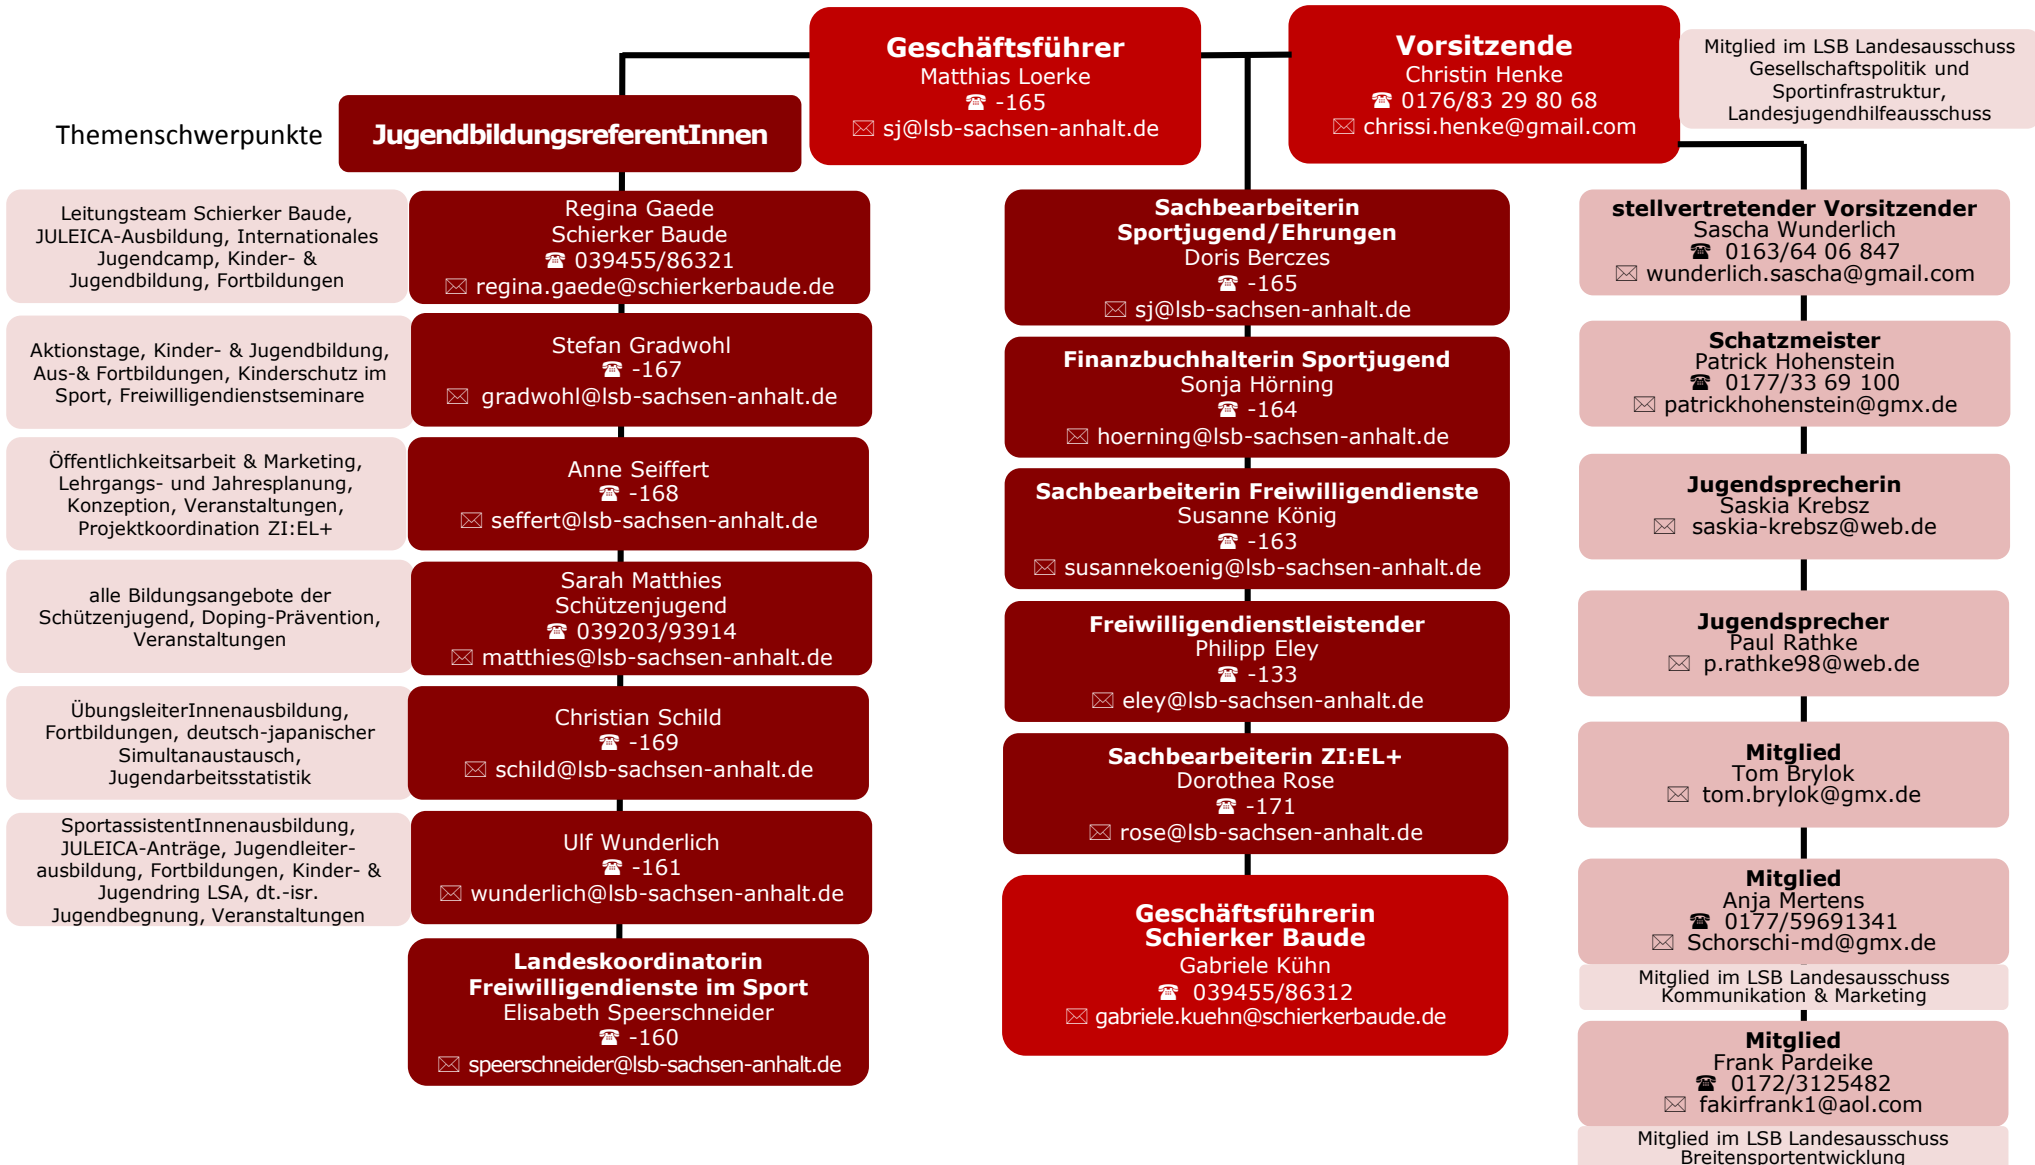 Geschäftsführer
Matthias Loerke
☎ -165
✉ sj@lsb-sachsen-anhalt.de
Vorsitzende
Christin Henke
☎ 0176/83 29 80 68
✉ chrissi.henke@gmail.com
Mitglied im LSB Landesausschuss
Gesellschaftspolitik und
Sportinfrastruktur,
Landesjugendhilfeausschuss
Themenschwerpunkte
JugendbildungsreferentInnen
Leitungsteam Schierker Baude,
JULEICA-Ausbildung, Internationales
Jugendcamp, Kinder- &
Jugendbildung, Fortbildungen
Regina Gaede
Schierker Baude
☎ 039455/86321
✉ regina.gaede@schierkerbaude.de
Aktionstage, Kinder- & Jugendbildung,
Aus-& Fortbildungen, Kinderschutz im
Sport, Freiwilligendienstseminare
Stefan Gradwohl
☎ -167
✉ gradwohl@lsb-sachsen-anhalt.de
Öffentlichkeitsarbeit & Marketing,
Lehrgangs- und Jahresplanung,
Konzeption, Veranstaltungen,
Projektkoordination ZI:EL+
Anne Seiffert
☎ -168
✉ seffert@lsb-sachsen-anhalt.de
alle Bildungsangebote der
Schützenjugend, Doping-Prävention,
Veranstaltungen
Sarah Matthies
Schützenjugend
☎ 039203/93914
✉ matthies@lsb-sachsen-anhalt.de
ÜbungsleiterInnenausbildung,
Fortbildungen, deutsch-japanischer
Simultanaustausch,
Jugendarbeitsstatistik
Christian Schild
☎ -169
✉ schild@lsb-sachsen-anhalt.de
SportassistentInnenausbildung,
JULEICA-Anträge, Jugendleiter-
ausbildung, Fortbildungen, Kinder- &
Jugendring LSA, dt.-isr.
Jugendbegnung, Veranstaltungen
Ulf Wunderlich
☎ -161
✉ wunderlich@lsb-sachsen-anhalt.de
Landeskoordinatorin
Freiwilligendienste im Sport
Elisabeth Speerschneider
☎ -160
✉ speerschneider@lsb-sachsen-anhalt.de
Sachbearbeiterin
Sportjugend/Ehrungen
Doris Berczes
☎ -165
✉ sj@lsb-sachsen-anhalt.de
Finanzbuchhalterin Sportjugend
Sonja Hörning
☎ -164
✉ hoerning@lsb-sachsen-anhalt.de
Sachbearbeiterin Freiwilligendienste
Susanne König
☎ -163
✉ susannekoenig@lsb-sachsen-anhalt.de
Freiwilligendienstleistender
Philipp Eley
☎ -133
✉ eley@lsb-sachsen-anhalt.de
Sachbearbeiterin ZI:EL+
Dorothea Rose
☎ -171
✉ rose@lsb-sachsen-anhalt.de
Geschäftsführerin
Schierker Baude
Gabriele Kühn
☎ 039455/86312
✉ gabriele.kuehn@schierkerbaude.de
stellvertretender Vorsitzender
Sascha Wunderlich
☎ 0163/64 06 847
✉ wunderlich.sascha@gmail.com
Schatzmeister
Patrick Hohenstein
☎ 0177/33 69 100
✉ patrickhohenstein@gmx.de
Jugendsprecherin
Saskia Krebsz
✉ saskia-krebsz@web.de
Jugendsprecher
Paul Rathke
✉ p.rathke98@web.de
Mitglied
Tom Brylok
✉ tom.brylok@gmx.de
Mitglied
Anja Mertens
☎ 0177/59691341
✉ Schorschi-md@gmx.de
Mitglied im LSB Landesausschuss
Kommunikation & Marketing
Mitglied
Frank Pardeike
☎ 0172/3125482
✉ fakirfrank1@aol.com
Mitglied im LSB Landesausschuss
Breitensportentwicklung